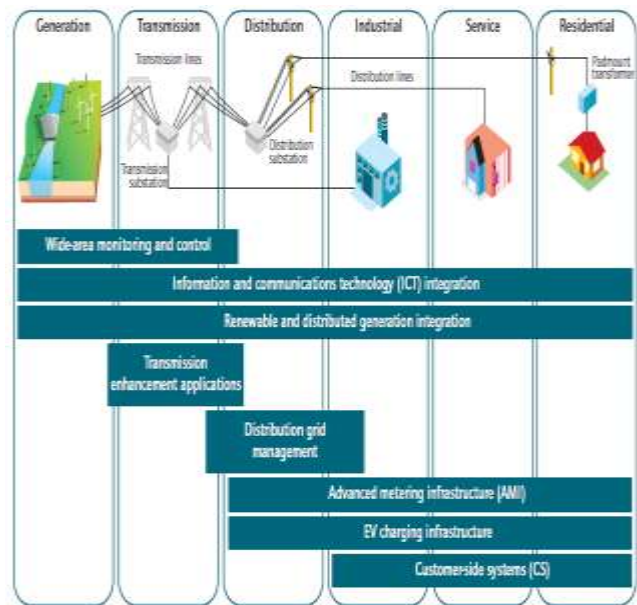 Generation Transmission Distribution Industrial Service Residential
Transmission lines
Distribution lines
Padmount
transformer
Distribution
substation
Transmission
substation
Wide-area monitoring and control
Information and communications technology (ICT) integration
Renewable and distributed generation integration
Transmission
enhancement applications
Distribution grid
management
Advanced metering infrastructure (AMI)
EV charging infrastructure
Customer-side systems (CS)